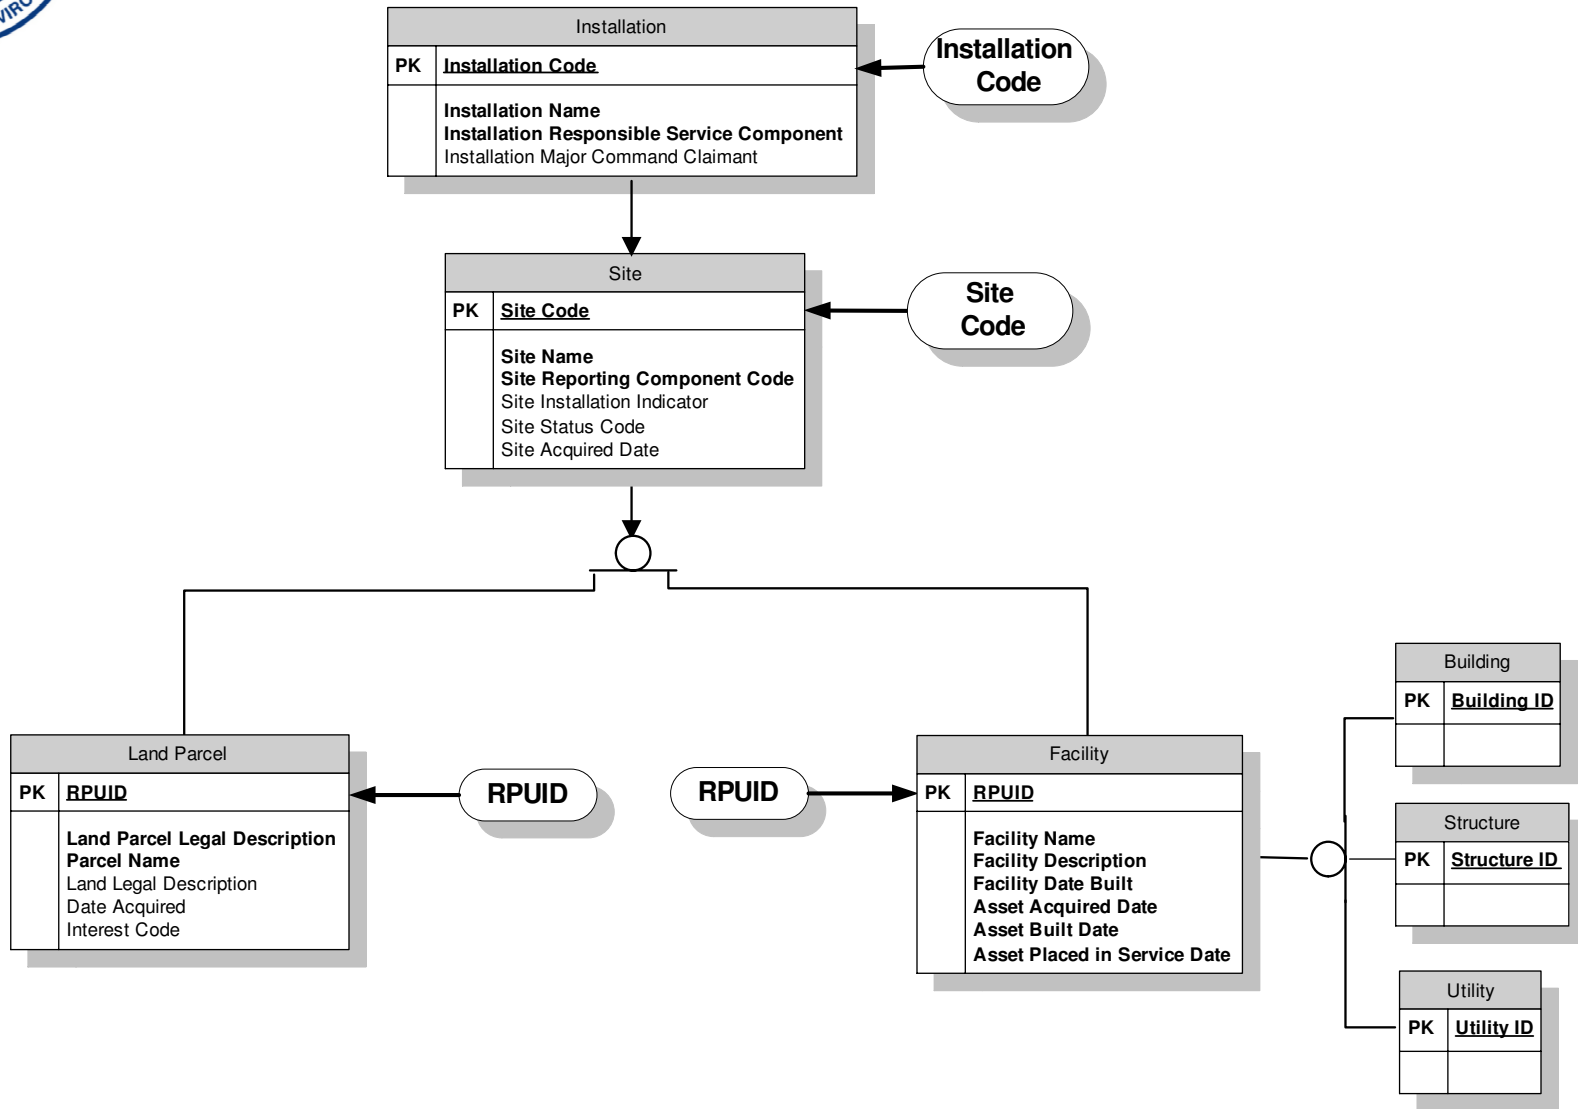 VIRO
Installation
PK Installation Code
Installation Name
Installation Responsible Service Component
Installation Major Command Claimant
Installation
Code
Site
PK Site Code
Site Name
Site Reporting Component Code
Site Installation Indicator
Site Status Code
Site Acquired Date
Site
Code
Land Parcel
PK RPUID
Land Parcel Legal Description
Parcel Name
Land Legal Description
Date Acquired
Interest Code
RPUID
RPUID
Facility
PK RPUID
Facility Name
Facility Description
Facility Date Built
Asset Acquired Date
Asset Built Date
Asset Placed in Service Date
Building
PK Building ID
Structure
PK Structure ID
Utility
PK Utility ID